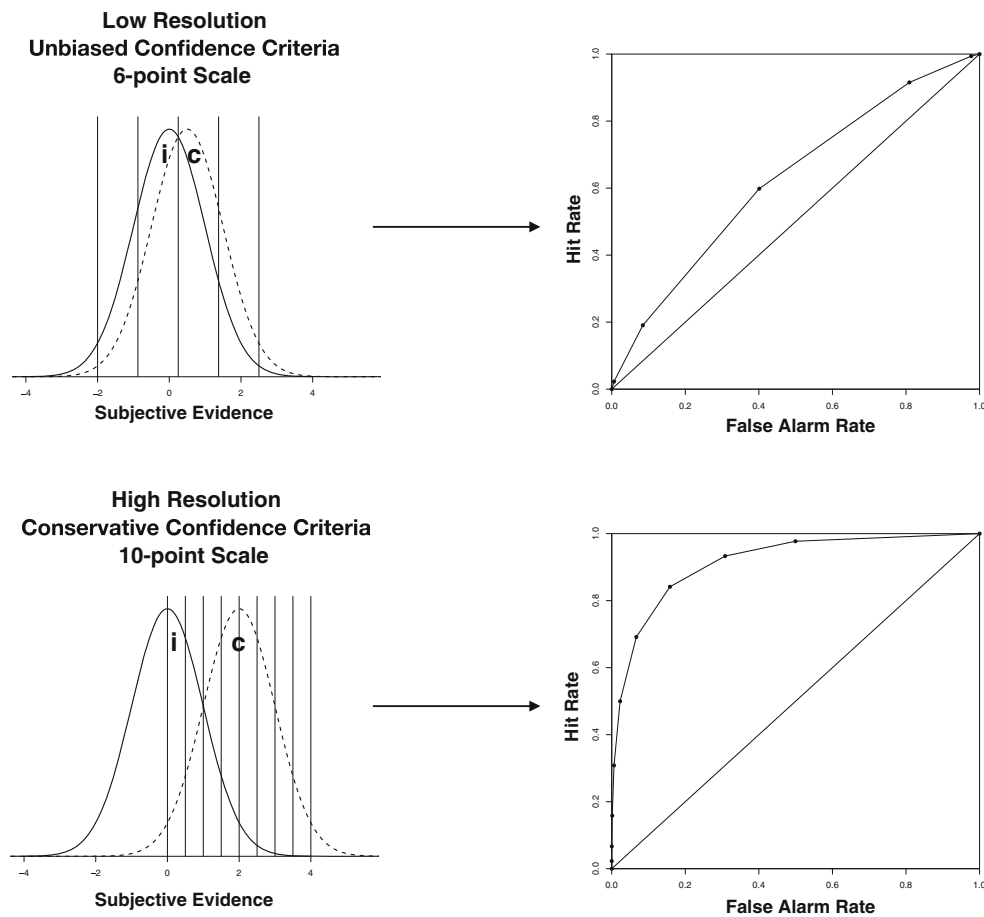 Low Resolution
Unbiased Confidence Criteria
6-point Scale
i c
−4 −2 0 2 4
Subjective Evidence
Hit Rate
1.0
0.8
0.6
0.4
0.2
0.0
0.0 0.2 0.4 0.6 0.8 1.0
False Alarm Rate
High Resolution
Conservative Confidence Criteria
10-point Scale
i c
−4 −2 0 2 4
Subjective Evidence
Hit Rate
1.0
0.8
0.6
0.4
0.2
0.0
0.0 0.2 0.4 0.6 0.8 1.0
False Alarm Rate